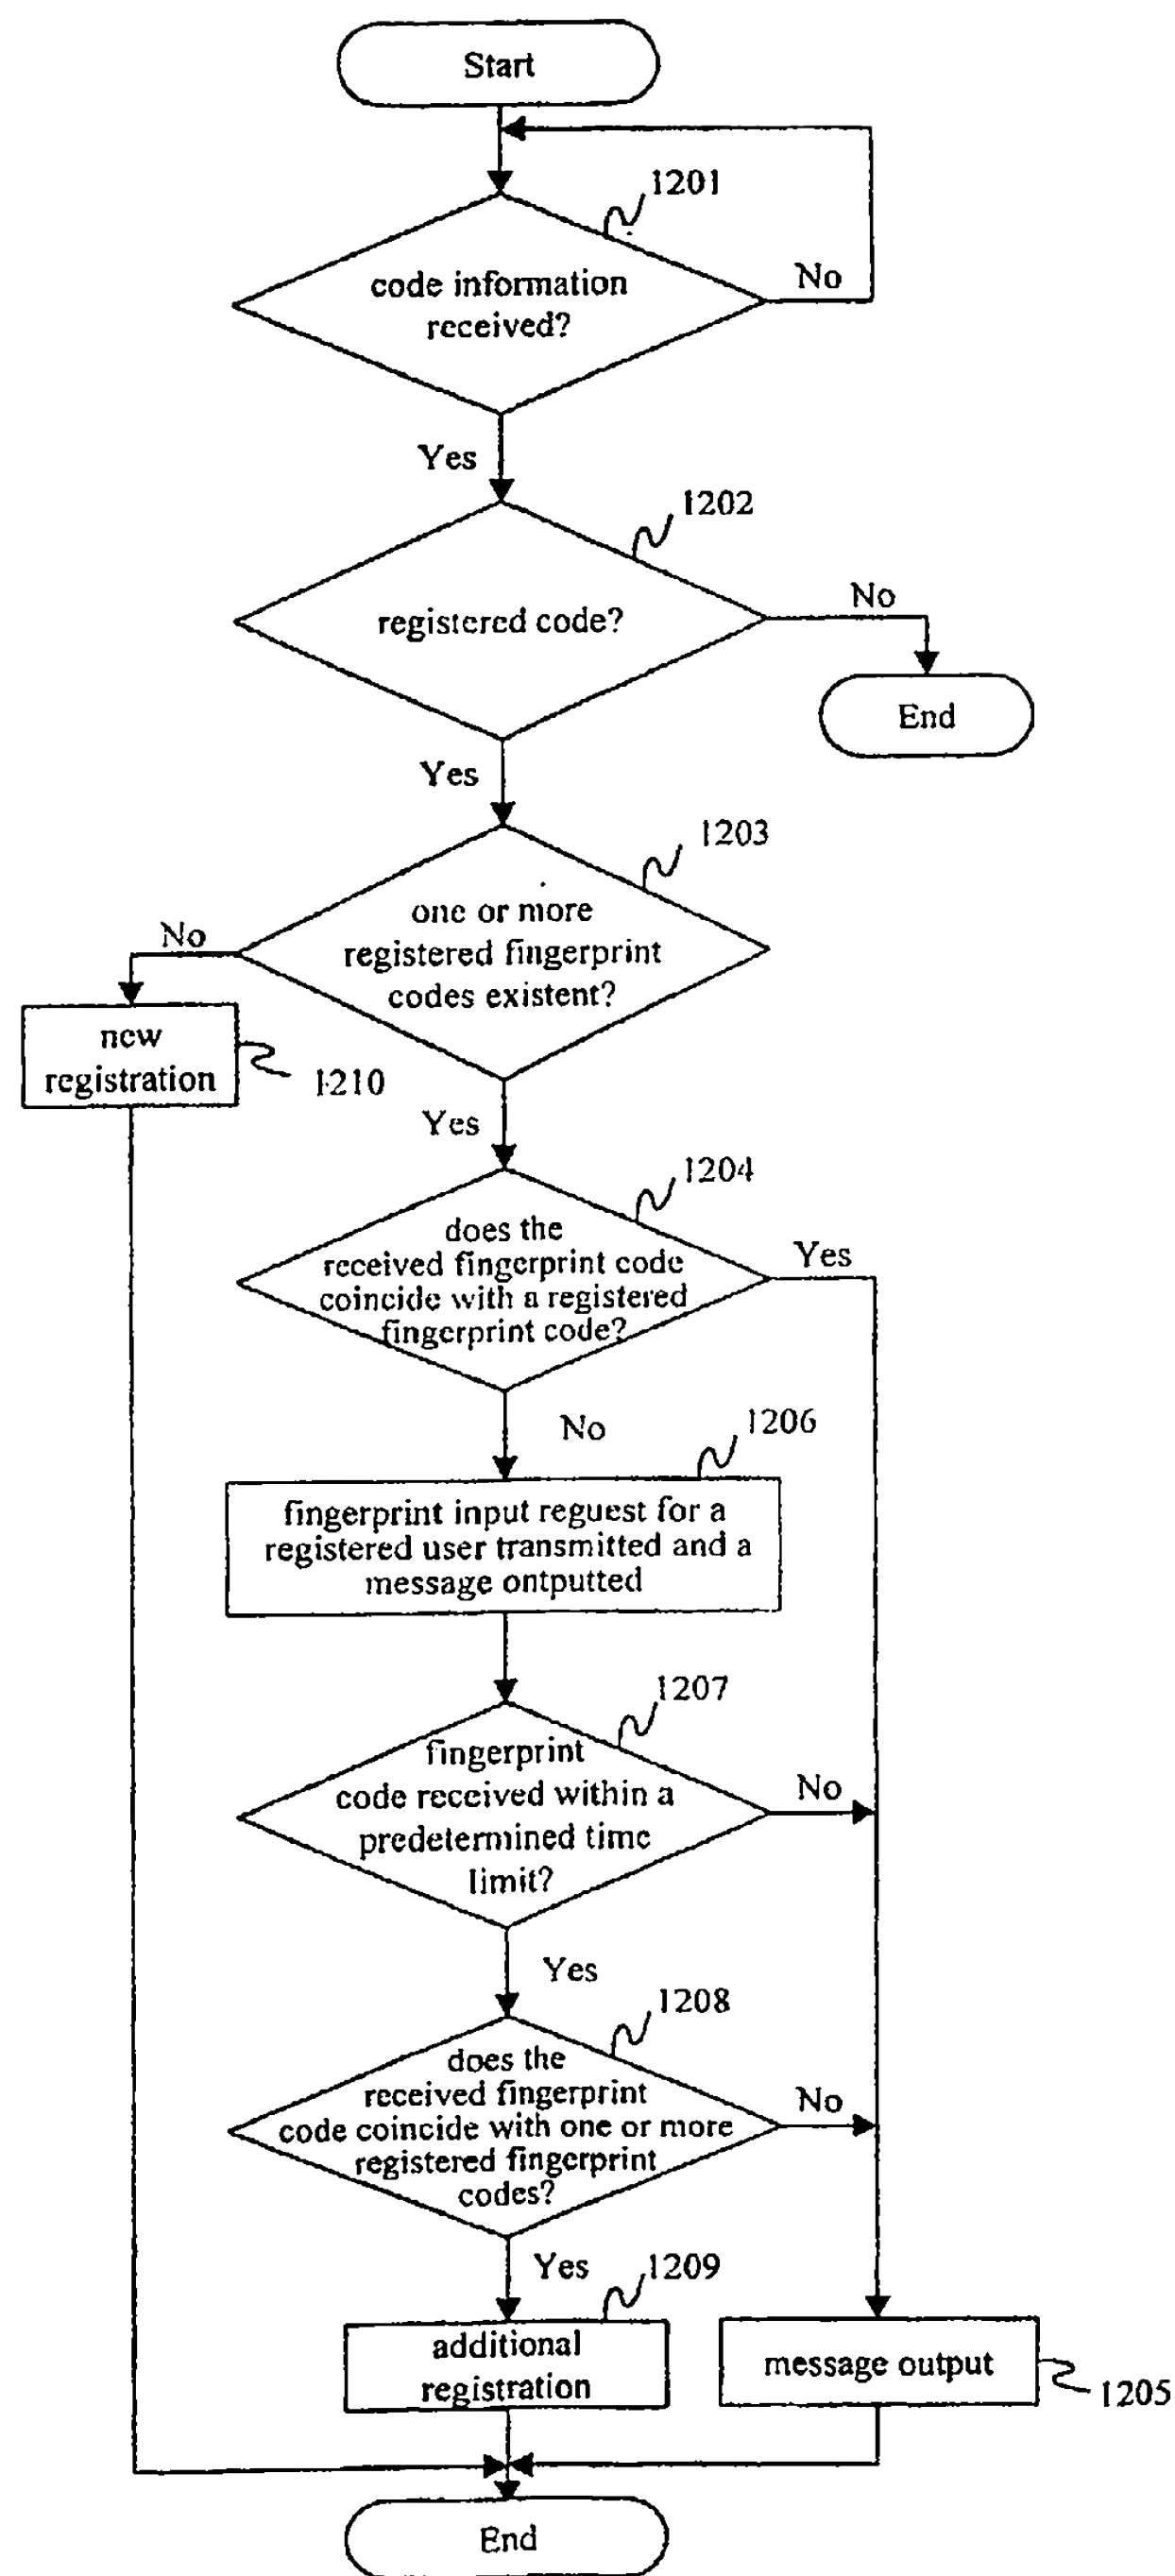 Start
1201
code information
received?
No
Yes
1202
registered code?
No
End
Yes
1203
one or more
registered fingerprint
codes existent?
No
new
registration
1210
Yes
1204
does the
received fingerprint code
coincide with a registered
fingerprint code?
Yes
No
1206
fingerprint input reguest for a
registered user transmitted and a
message ontputted
1207
fingerprint
code received within a
predetermined time
limit?
No
Yes
1208
does the
received fingerprint
code coincide with one or more
registered fingerprint
codes?
No
Yes
1209
additional
registration
message output
1205
End